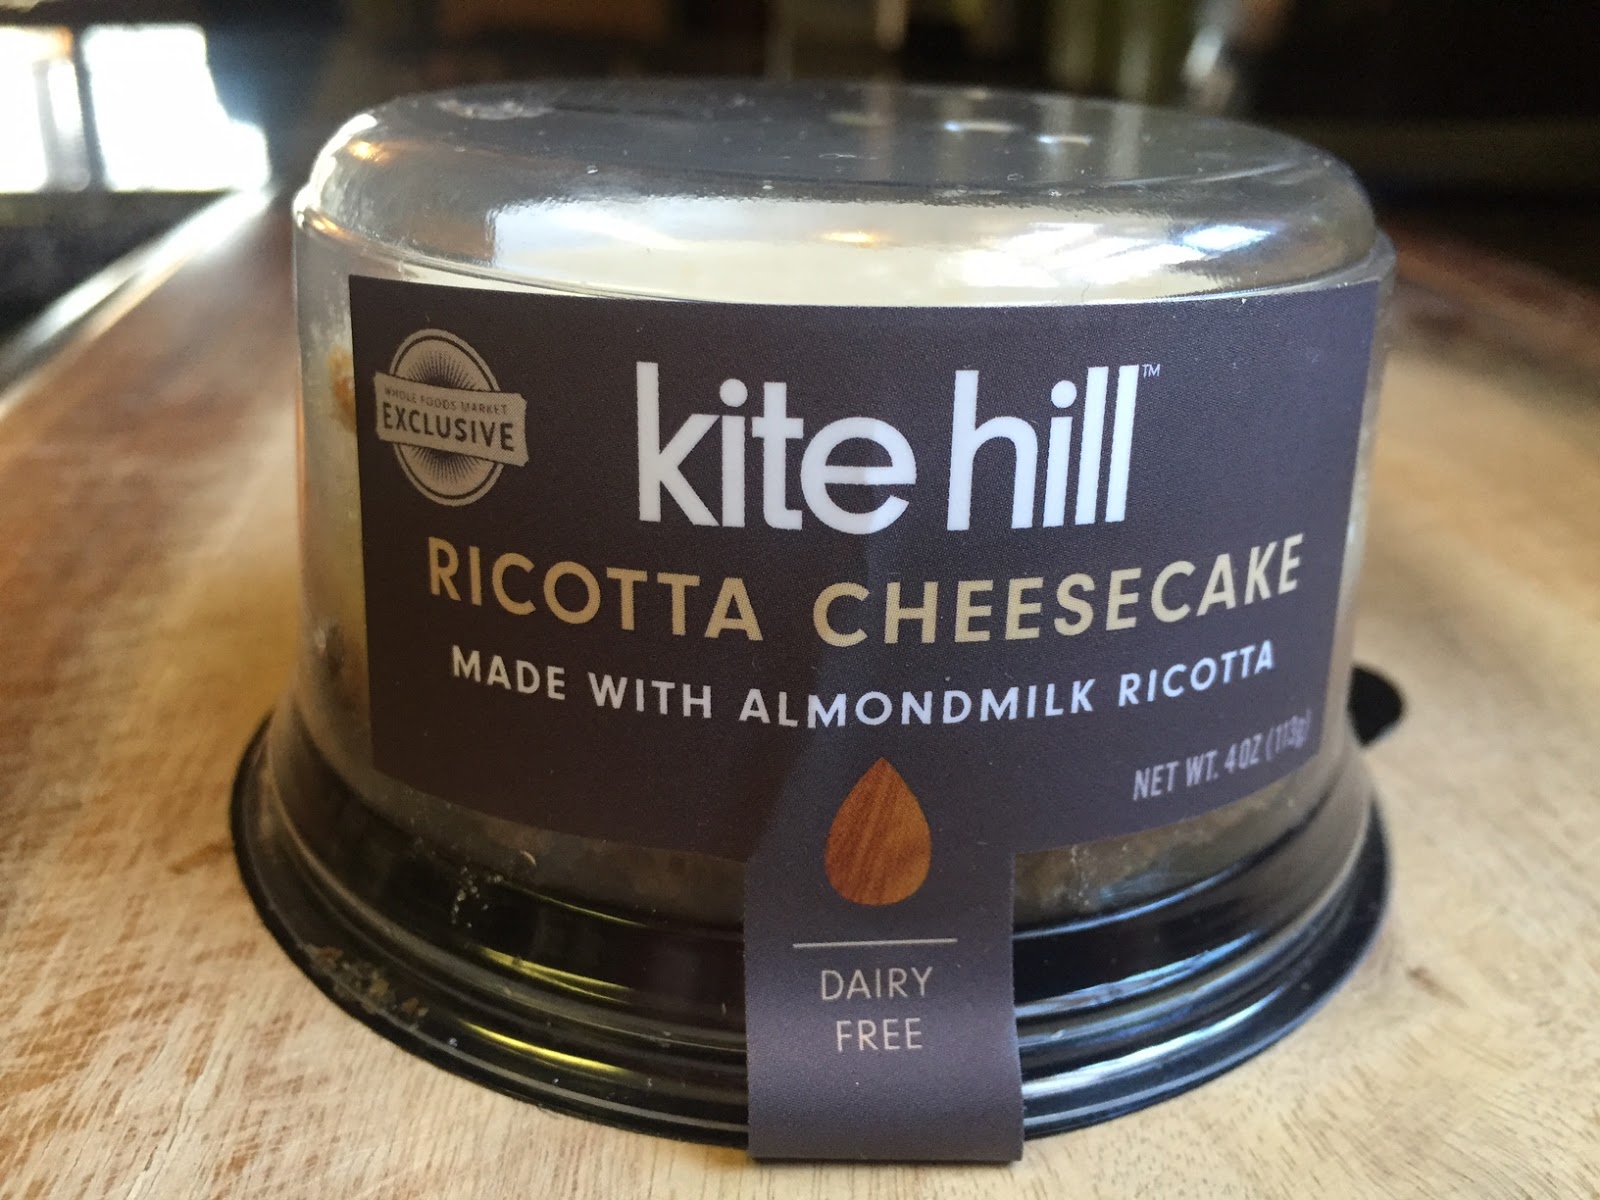 WHOLE FOODS MARKET
EXCLUSIVE
kite hill™
RICOTTA CHEESECAKE
MADE WITH ALMONDMILK RICOTTA
NET WT. 4OZ (113g)
DAIRY
FREE